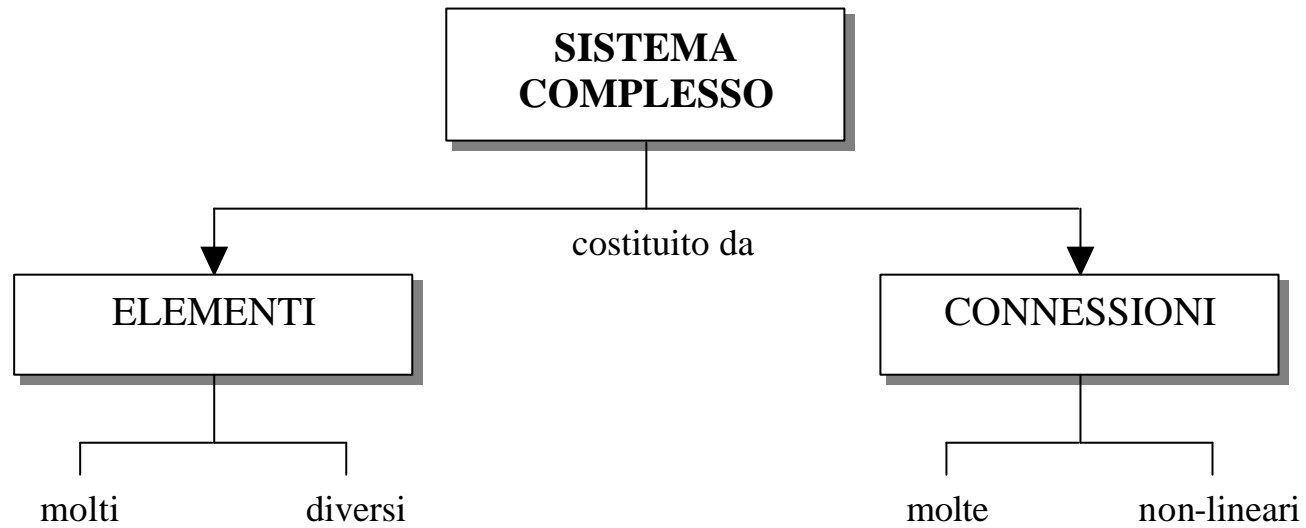 SISTEMA
COMPLESSO
costituito da
ELEMENTI
CONNESSIONI
molti
diversi
molte
non-lineari